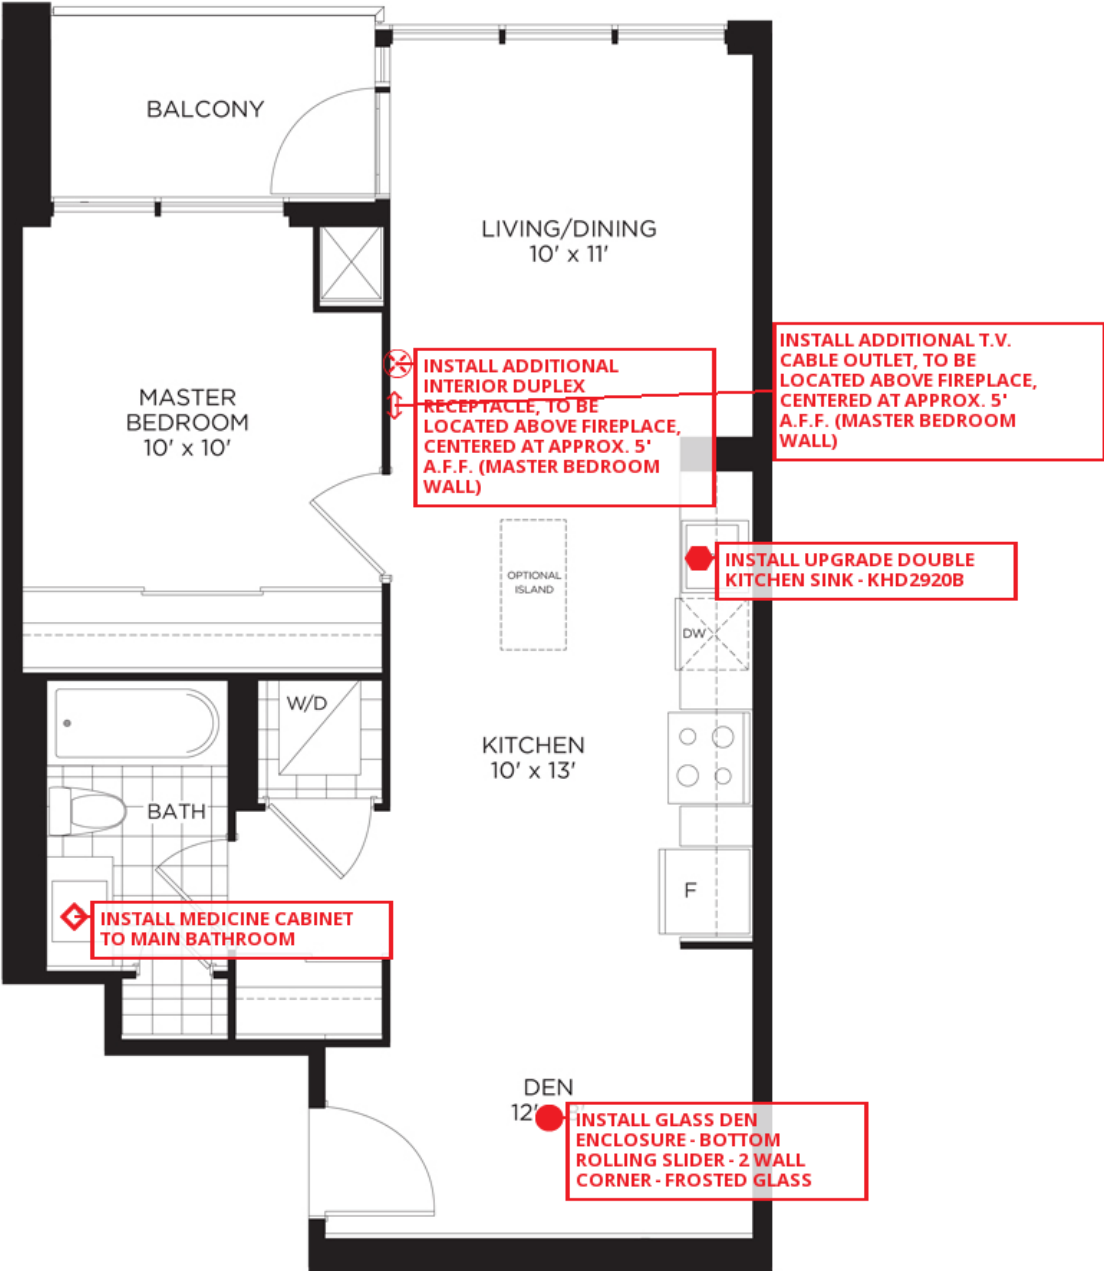 BALCONY
LIVING/DINING
10' x 11'
INSTALL ADDITIONAL T.V.
CABLE OUTLET, TO BE
LOCATED ABOVE FIREPLACE,
CENTERED AT APPROX. 5'
A.F.F. (MASTER BEDROOM
WALL)
INSTALL ADDITIONAL
INTERIOR DUPLEX
RECEPTACLE, TO BE
LOCATED ABOVE FIREPLACE,
CENTERED AT APPROX. 5'
A.F.F. (MASTER BEDROOM
WALL)
MASTER
BEDROOM
10' x 10'
INSTALL UPGRADE DOUBLE
KITCHEN SINK - KHD2920B
OPTIONAL
ISLAND
DW
W/D
KITCHEN
10' x 13'
BATH
F
INSTALL MEDICINE CABINET
TO MAIN BATHROOM
DEN
12'
INSTALL GLASS DEN
ENCLOSURE - BOTTOM
ROLLING SLIDER - 2 WALL
CORNER - FROSTED GLASS